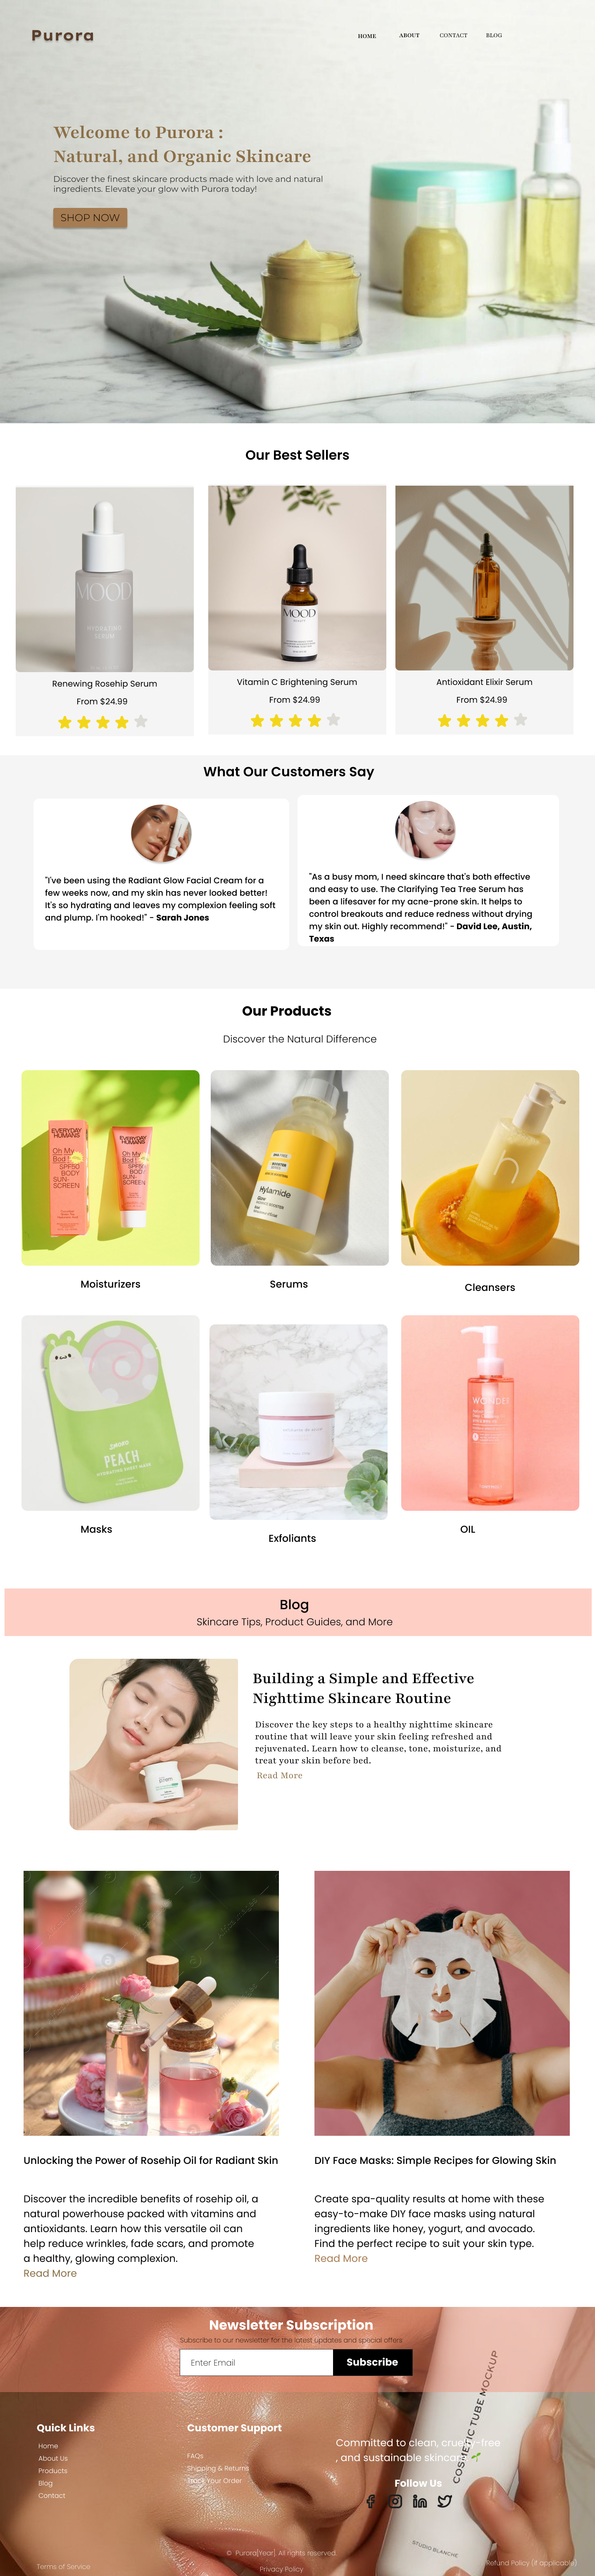 Purora
HOME ABOUT CONTACT BLOG
Welcome to Purora :
Natural, and Organic Skincare
Discover the finest skincare products made with love and natural
ingredients. Elevate your glow with Purora today!
SHOP NOW
Our Best Sellers
MOOD
SERUM
MOOD
Renewing Rosehip Serum
From $24.99
Vitamin C Brightening Serum
From $24.99
Antioxidant Elixir Serum
From $24.99
What Our Customers Say
"I've been using the Radiant Glow Facial Cream for a
few weeks now, and my skin has never looked better!
It's so hydrating and leaves my complexion feeling soft
and plump. I'm hooked!" - Sarah Jones
"As a busy mom, I need skincare that's both effective
and easy to use. The Clarifying Tea Tree Serum has
been a lifesaver for my acne-prone skin. It helps to
control breakouts and reduce redness without drying
my skin out. Highly recommend!" - David Lee, Austin,
Texas
Our Products
Discover the Natural Difference
EVERYDAY
HUMANS
Oh My
Bod !
SPF50
BODY
SUN-
SCREEN
EVERYDAY
HUMANS
Oh My
Bod !
SPF50
BODY
SUN-
SCREEN
Hylamide
Moisturizers
Serums
Cleansers
PEACH
WONDER
Masks
Exfoliants
OIL
Blog
Skincare Tips, Product Guides, and More
Building a Simple and Effective
Nighttime Skincare Routine
Discover the key steps to a healthy nighttime skincare
routine that will leave your skin feeling refreshed and
rejuvenated. Learn how to cleanse, tone, moisturize, and
treat your skin before bed.
Read More
Unlocking the Power of Rosehip Oil for Radiant Skin
Discover the incredible benefits of rosehip oil, a
natural powerhouse packed with vitamins and
antioxidants. Learn how this versatile oil can
help reduce wrinkles, fade scars, and promote
a healthy, glowing complexion.
Read More
DIY Face Masks: Simple Recipes for Glowing Skin
Create spa-quality results at home with these
easy-to-make DIY face masks using natural
ingredients like honey, yogurt, and avocado.
Find the perfect recipe to suit your skin type.
Read More
Newsletter Subscription
Subscribe to our newsletter for the latest updates and special offers
Enter Email
Subscribe
COSMETIC TUBE MOCKUP
STUDIO BLANCHE
Quick Links
Home
About Us
Products
Blog
Contact
Customer Support
FAQs
Shipping & Returns
Track Your Order
Committed to clean, cruelty-free
, and sustainable skincare
Follow Us
© Purora[Year]. All rights reserved.
Terms of Service
Privacy Policy
Refund Policy (if applicable)